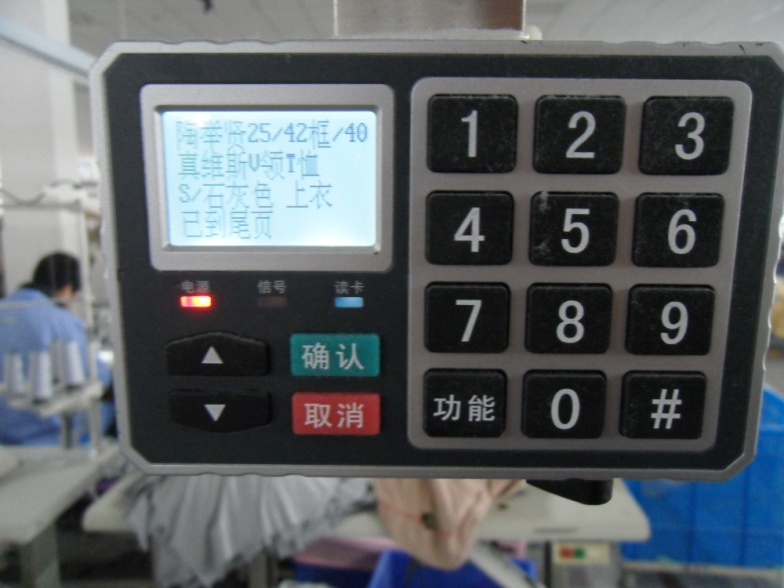 陶举贤25/42框/40
真维斯V领T恤
S/石灰色 上衣
已到尾页
电源 信号 读卡
▲ 确认
▼ 取消
1 2 3
4 5 6
7 8 9
功能 0 #